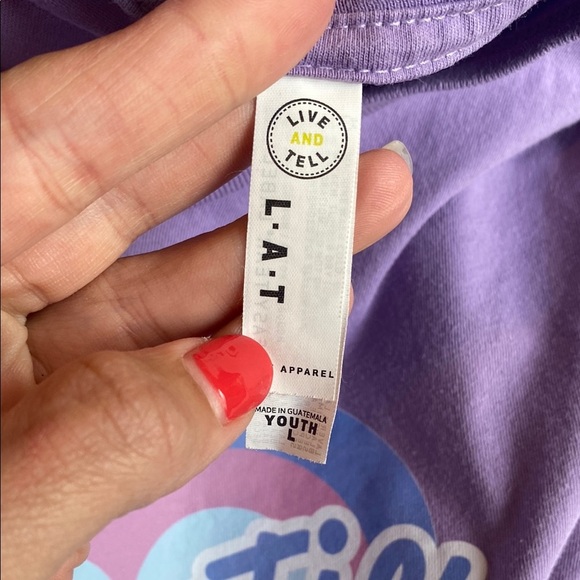 LIVE
AND
TELL
L·A·T
APPAREL
MADE IN GUATEMALA
YOUTH
L